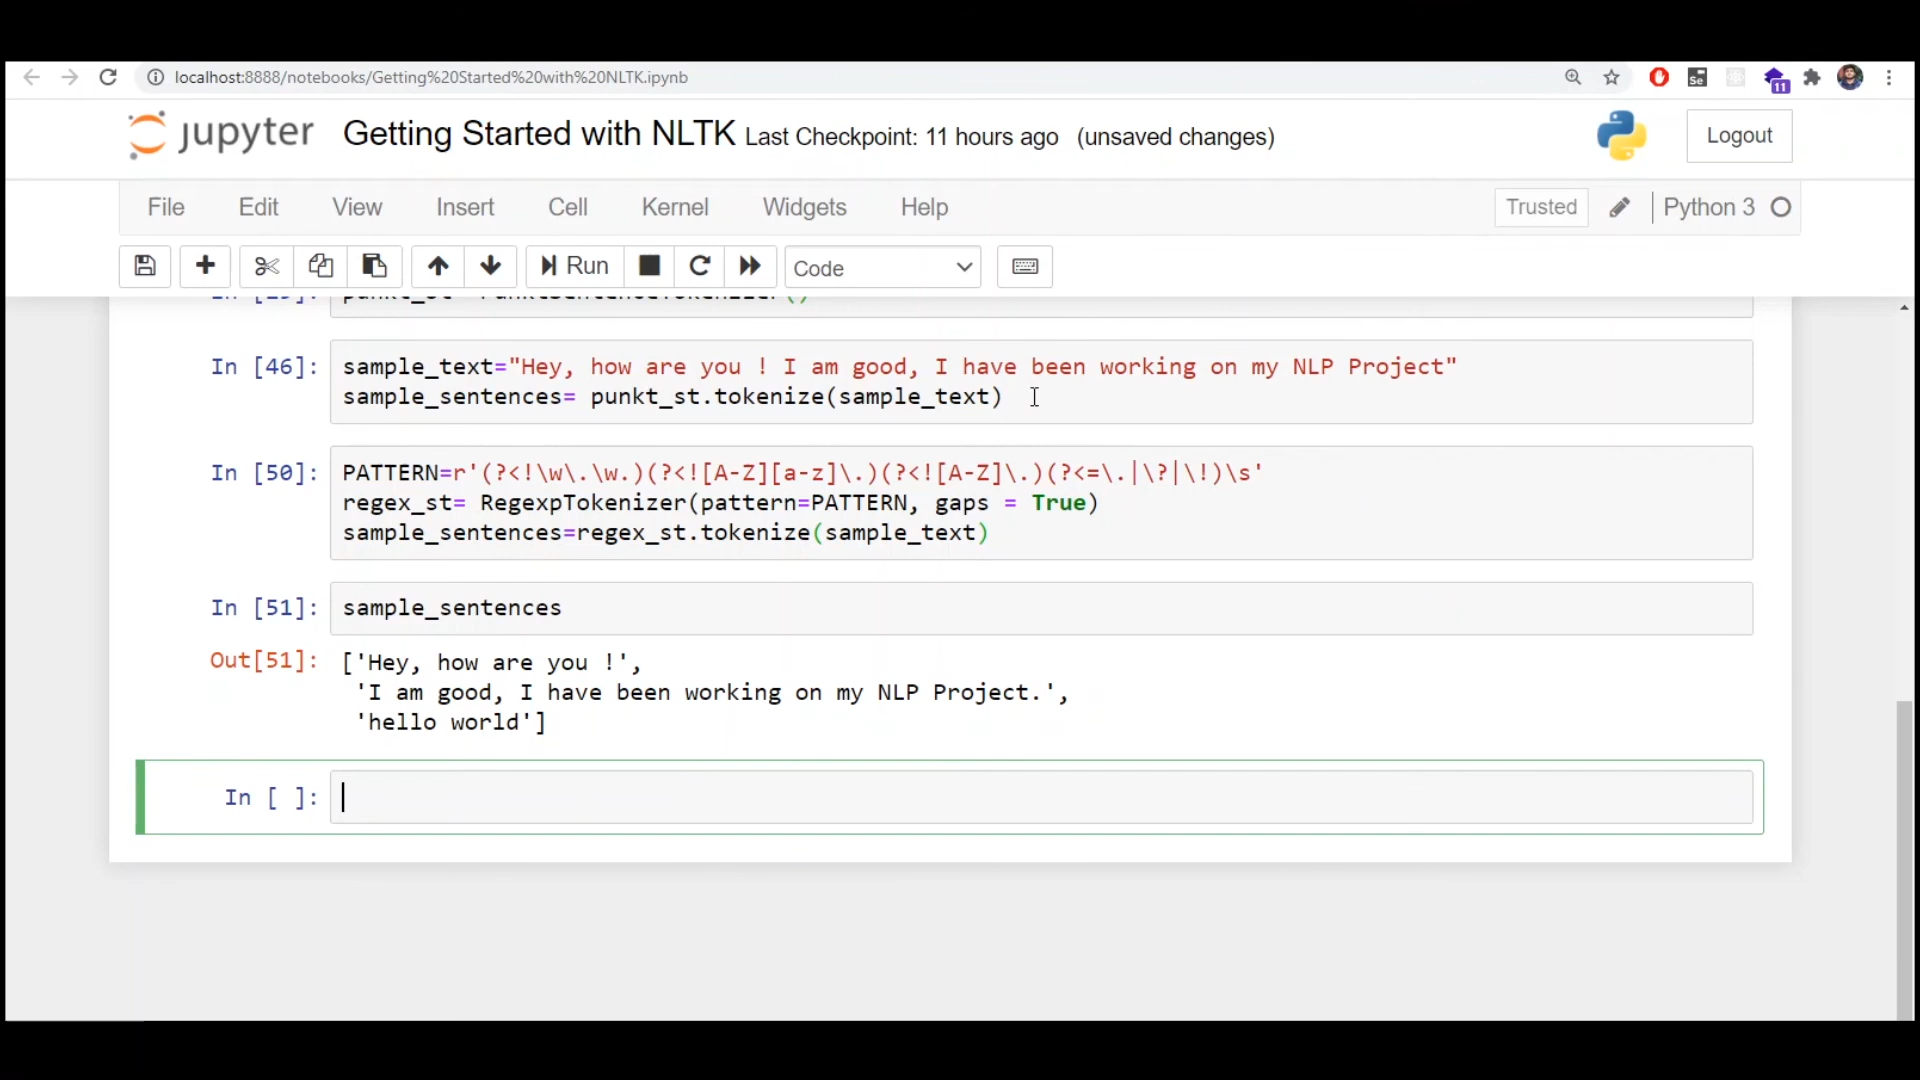 localhost:8888/notebooks/Getting%20Started%20with%20NLTK.ipynb
Se
11
jupyter Getting Started with NLTK Last Checkpoint: 11 hours ago (unsaved changes)
Logout
File Edit View Insert Cell Kernel Widgets Help
Trusted
Python 3
Run
Code
In [46]: sample_text="Hey, how are you ! I am good, I have been working on my NLP Project"
sample_sentences= punkt_st.tokenize(sample_text)
In [50]: PATTERN=r'(?<!\w\.\w.)(?<![A-Z][a-z]\.)(?<![A-Z]\.)(?<=\.|\?|\!)\s'
regex_st= RegexpTokenizer(pattern=PATTERN, gaps = True)
sample_sentences=regex_st.tokenize(sample_text)
In [51]: sample_sentences
Out[51]: ['Hey, how are you !',
'I am good, I have been working on my NLP Project.',
'hello world']
In [ ]: